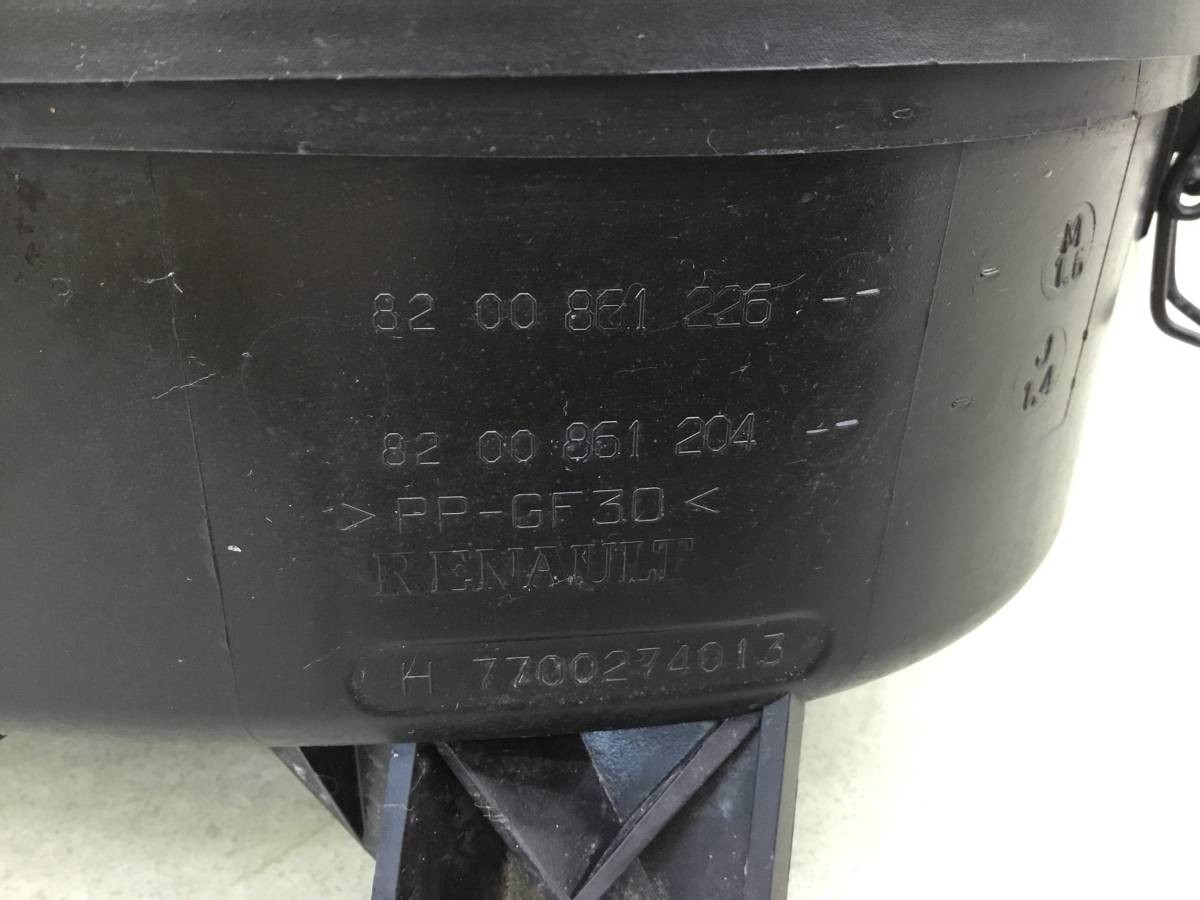 82 00 861 226 --
M
1.6
J
1.4
82 00 861 204 --
>PP-GF30<
RENAULT
H 7700274013